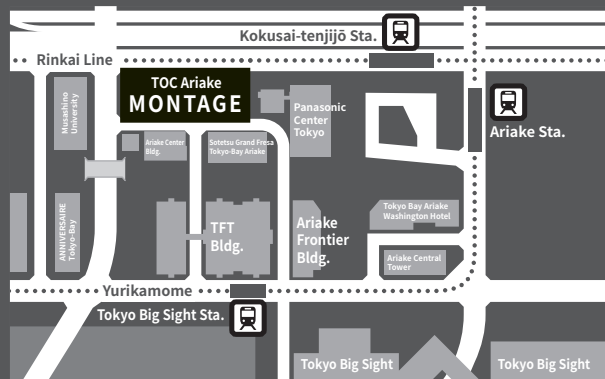 Kokusai-tenjijō Sta.
Rinkai Line
TOC Ariake
MONTAGE
Musashino
University
Panasonic
Center
Tokyo
Ariake Sta.
Ariake Center
Bldg.
Sotetsu Grand Fresa
Tokyo-Bay Ariake
ANNIVERSAIRE
Tokyo-Bay
TFT
Bldg.
Ariake
Frontier
Bldg.
Tokyo Bay Ariake
Washington Hotel
Ariake Central
Tower
Yurikamome
Tokyo Big Sight Sta.
Tokyo Big Sight
Tokyo Big Sight